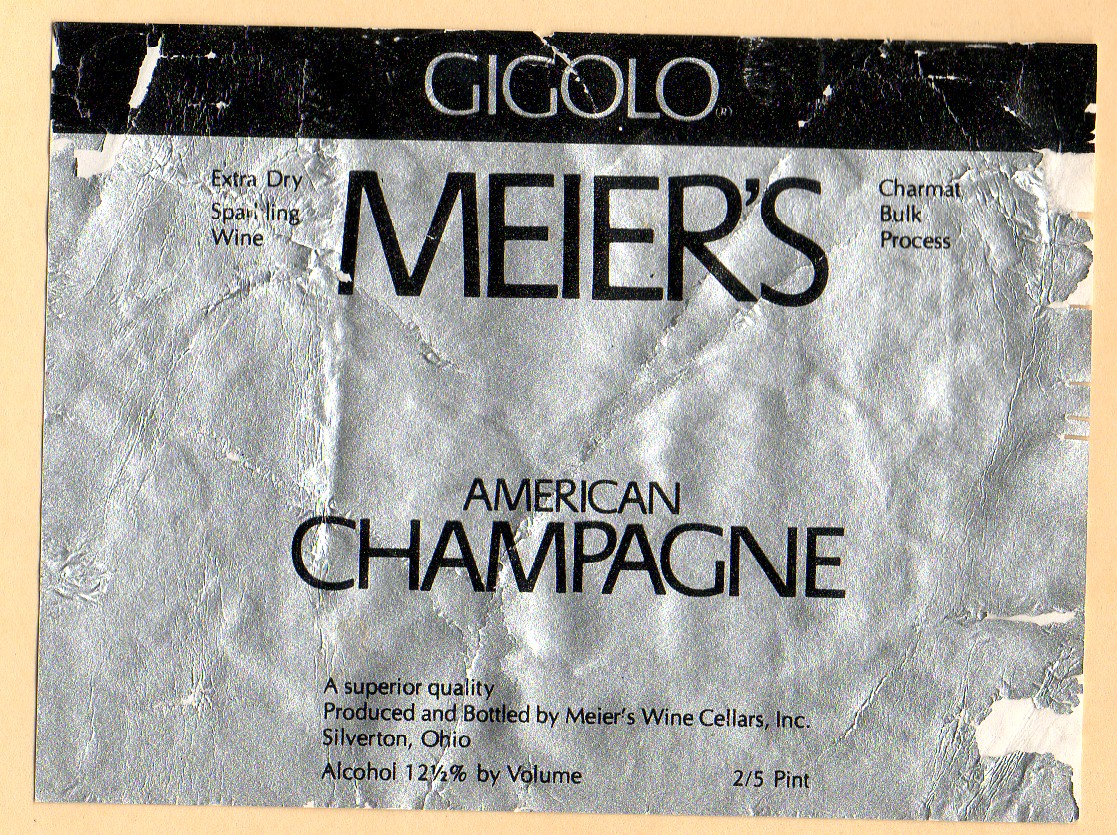 GIGOLO®
Extra Dry
Sparkling
Wine
MEIER'S
Charmat
Bulk
Process
AMERICAN
CHAMPAGNE
A superior quality
Produced and Bottled by Meier's Wine Cellars, Inc.
Silverton, Ohio
Alcohol 12½% by Volume
2/5 Pint